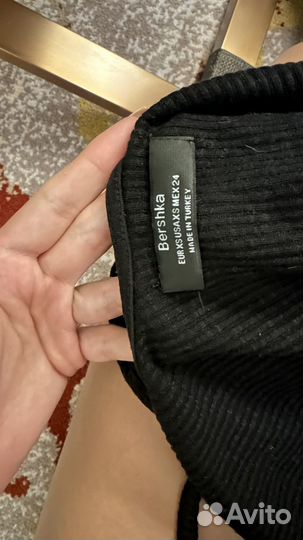 Bershka
EUR XS USA XS MEX 24
MADE IN TURKEY
Avito